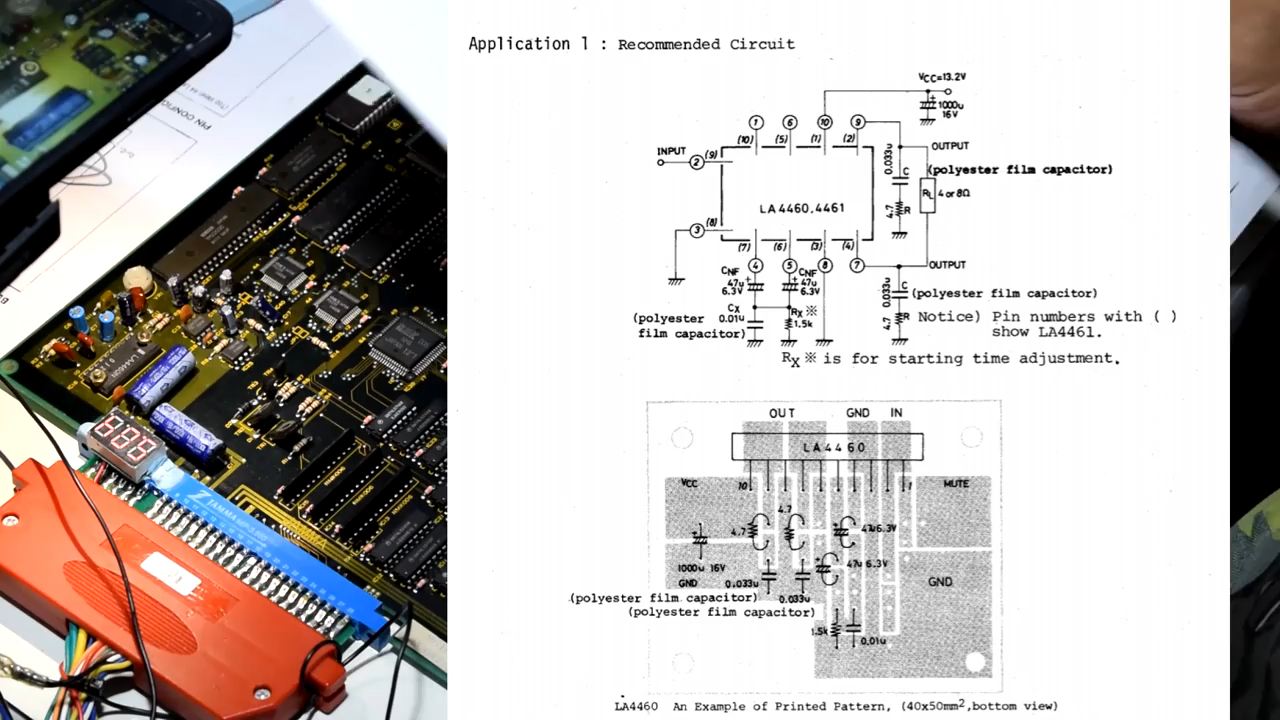 Application 1 : Recommended Circuit
VCC=13.2V
1000u
16V
1 6 10 9
(10) (5) (1) (2)
INPUT
2 (9)
OUTPUT
0.033u
C
(polyester film capacitor)
RL 4 or 8Ω
4.7
R
LA4460,4461
3 (8)
(7) (6) (3) (4)
4 5 8 7
OUTPUT
CNF
47u
6.3V
CNF
47u
6.3V
0.033u
C
(polyester film capacitor)
CX
0.01u
(polyester
film capacitor)
RX ※
1.5k
4.7
R
Notice) Pin numbers with ( )
show LA4461.
RX ※ is for starting time adjustment.
OUT GND IN
LA4460
VCC
10
1
MUTE
4.7
4.7
47u6.3V
1000u 16V
47u 6.3V
GND
0.033u
0.033u
GND
(polyester film capacitor)
(polyester film capacitor)
1.5k
0.01u
LA4460 An Example of Printed Pattern, (40x50mm2,bottom view)
PIN CONFIG
LA4460N
JAMMA